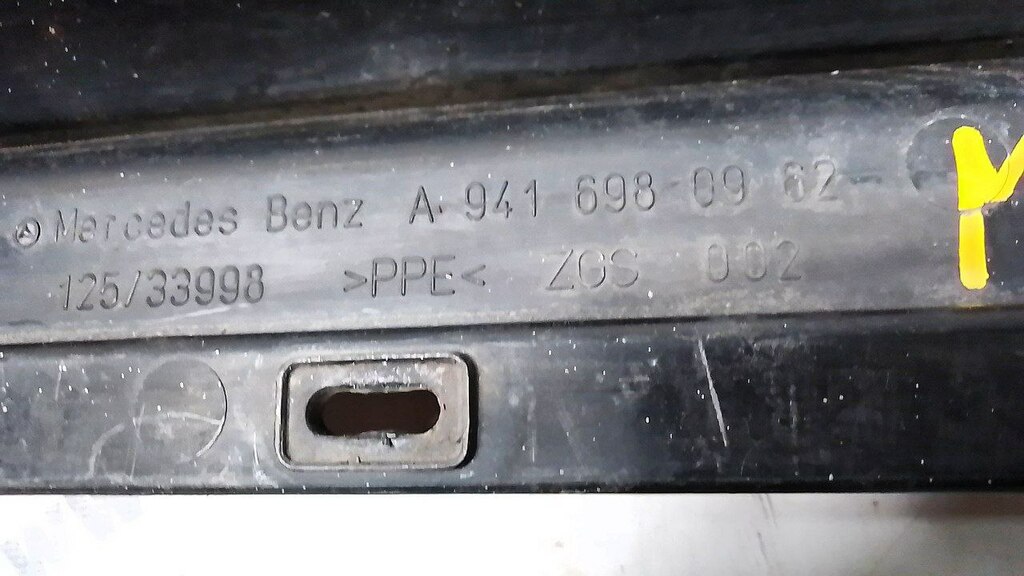 Mercedes Benz A 941 698 09 62
125/33998 >PPE< ZGS 002